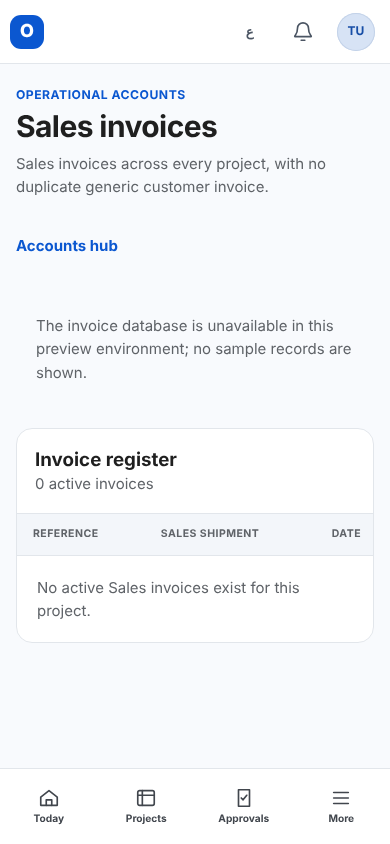 O
ع
TU
OPERATIONAL ACCOUNTS
Sales invoices
Sales invoices across every project, with no
duplicate generic customer invoice.
Accounts hub
The invoice database is unavailable in this
preview environment; no sample records are
shown.
Invoice register
0 active invoices
REFERENCE SALES SHIPMENT DATE
No active Sales invoices exist for this
project.
Today Projects Approvals More